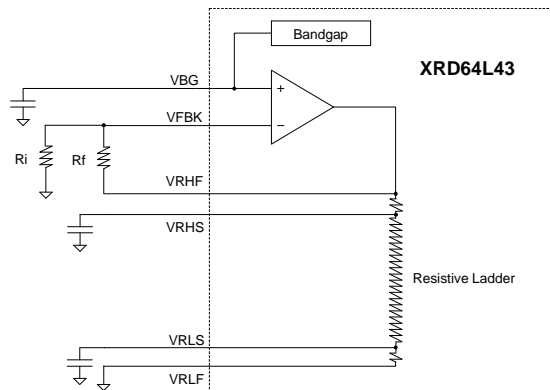 Bandgap
XRD64L43
VBG
+
VFBK
−
Ri
Rf
VRHF
VRHS
Resistive Ladder
VRLS
VRLF